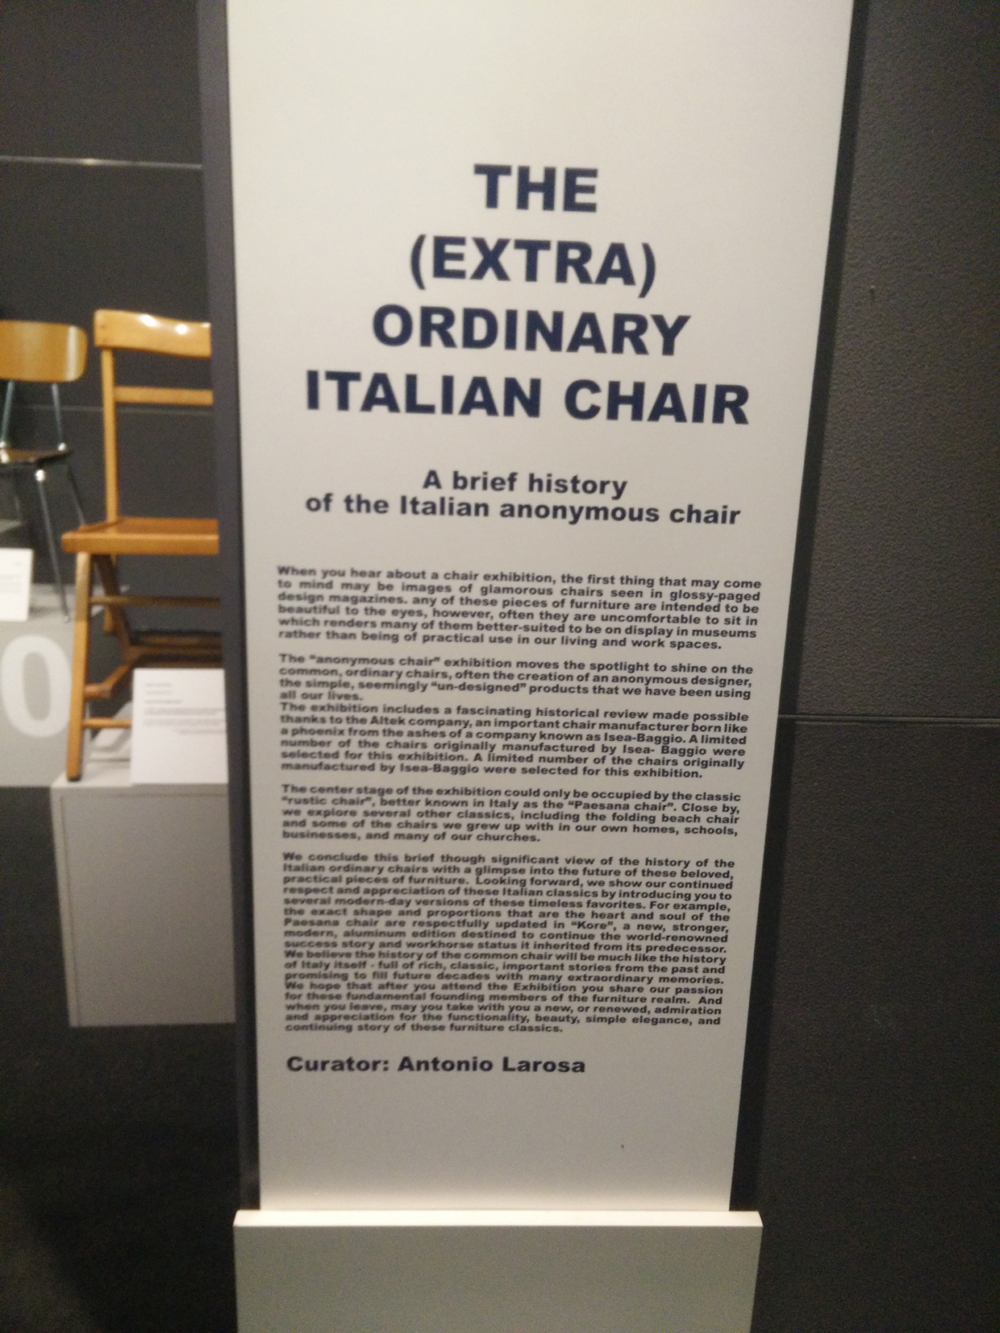 THE
(EXTRA)
ORDINARY
ITALIAN CHAIR
A brief history
of the Italian anonymous chair
When you hear about a chair exhibition, the first thing that may come
to mind may be images of glamorous chairs seen in glossy-paged
design magazines. any of these pieces of furniture are intended to be
beautiful to the eyes, however, often they are uncomfortable to sit in
which renders many of them better-suited to be on display in museums
rather than being of practical use in our living and work spaces.
The "anonymous chair" exhibition moves the spotlight to shine on the
common, ordinary chairs, often the creation of an anonymous designer,
the simple, seemingly "un-designed" products that we have been using
all our lives.
The exhibition includes a fascinating historical review made possible
thanks to the Altek company, an important chair manufacturer born like
a phoenix from the ashes of a company known as Isea-Baggio. A limited
number of the chairs originally manufactured by Isea- Baggio were
selected for this exhibition. A limited number of the chairs originally
manufactured by Isea-Baggio were selected for this exhibition.
The center stage of the exhibition could only be occupied by the classic
"rustic chair", better known in Italy as the "Paesana chair". Close by,
we explore several other classics, including the folding beach chair
and some of the chairs we grew up with in our own homes, schools,
businesses, and many of our churches.
We conclude this brief though significant view of the history of the
Italian ordinary chairs with a glimpse into the future of these beloved,
practical pieces of furniture. Looking forward, we show our continued
respect and appreciation of these Italian classics by introducing you to
several modern-day versions of these timeless favorites. For example,
the exact shape and proportions that are the heart and soul of the
Paesana chair are respectfully updated in "Kore", a new, stronger,
modern, aluminum edition destined to continue the world-renowned
success story and workhorse status it inherited from its predecessor.
We believe the history of the common chair will be much like the history
of Italy itself - full of rich, classic, important stories from the past and
promising to fill future decades with many extraordinary memories.
We hope that after you attend the Exhibition you share our passion
for these fundamental founding members of the furniture realm. And
when you leave, may you take with you a new, or renewed, admiration
and appreciation for the functionality, beauty, simple elegance, and
continuing story of these furniture classics.
Curator: Antonio Larosa
0